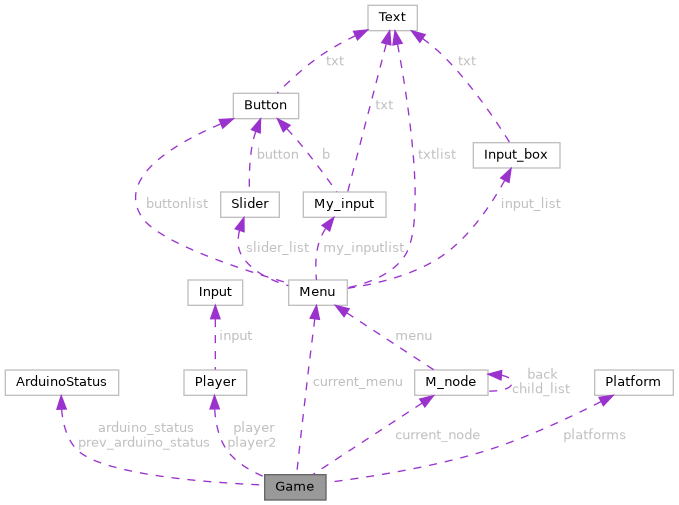 Text
txt
Button
txt
txt
button
b
txtlist
Input_box
buttonlist
Slider
My_input
input_list
slider_list
my_inputlist
Input
Menu
input
menu
ArduinoStatus
Player
current_menu
M_node
back
child_list
Platform
arduino_status
prev_arduino_status
player
player2
current_node
platforms
Game